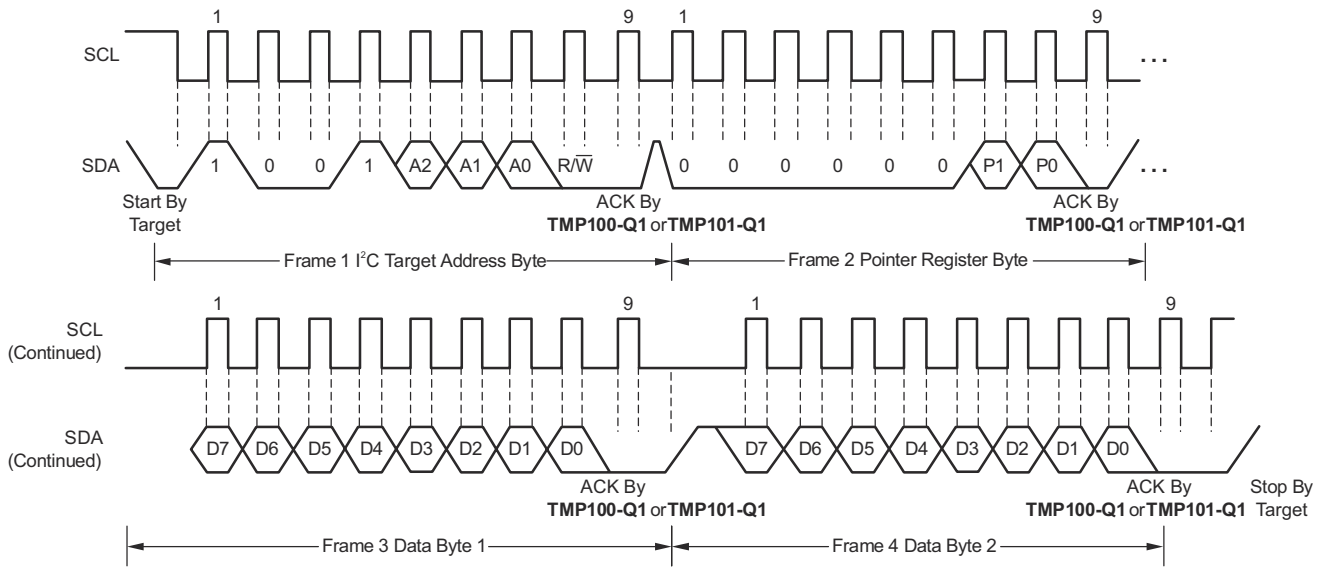 1 9 1 9
SCL ...
SDA 1 0 0 1 A2 A1 A0 R/W̅ 0 0 0 0 0 0 P1 P0 ...
Start By ACK By ACK By
Target TMP100-Q1 or TMP101-Q1 TMP100-Q1 or TMP101-Q1
Frame 1 I²C Target Address Byte Frame 2 Pointer Register Byte
1 9 1 9
SCL
(Continued)
SDA D7 D6 D5 D4 D3 D2 D1 D0 D7 D6 D5 D4 D3 D2 D1 D0
(Continued)
ACK By ACK By Stop By
TMP100-Q1 or TMP101-Q1 TMP100-Q1 or TMP101-Q1 Target
Frame 3 Data Byte 1 Frame 4 Data Byte 2